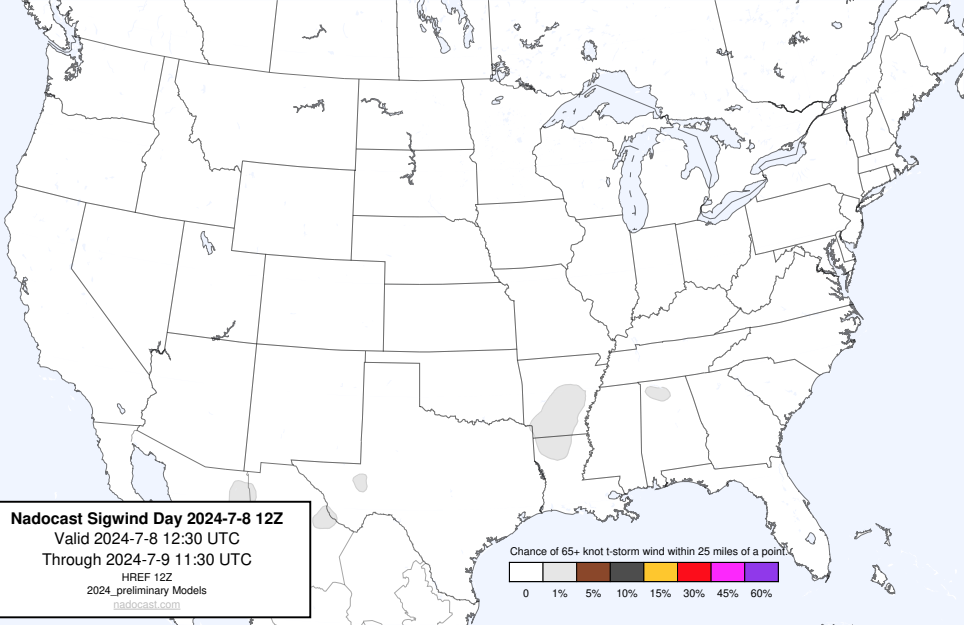 Nadocast Sigwind Day 2024-7-8 12Z
Valid 2024-7-8 12:30 UTC
Through 2024-7-9 11:30 UTC
HREF 12Z
2024_preliminary Models
nadocast.com
Chance of 65+ knot t-storm wind within 25 miles of a point.
0 1% 5% 10% 15% 30% 45% 60%